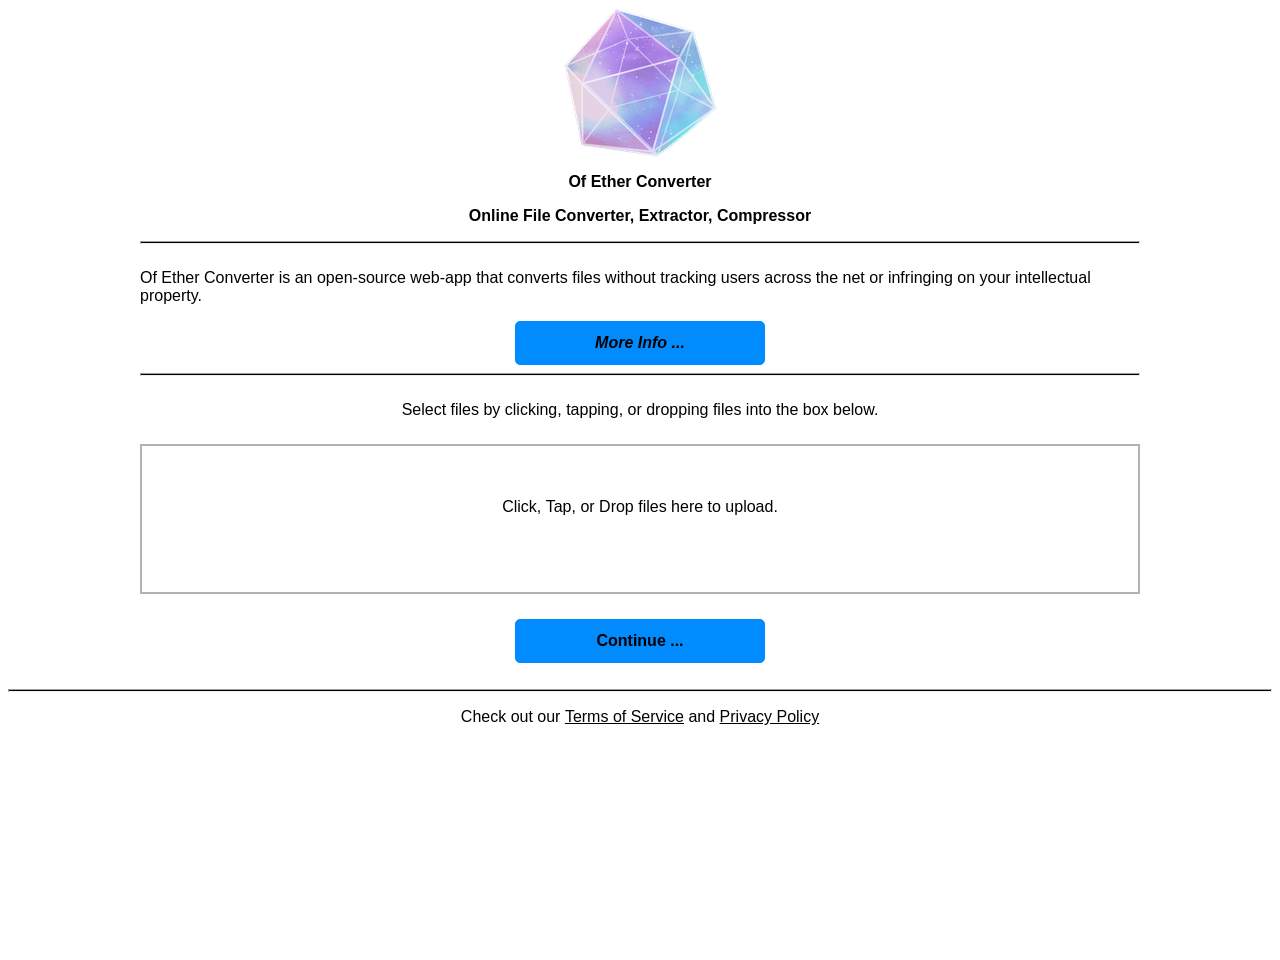 Of Ether Converter
Online File Converter, Extractor, Compressor
Of Ether Converter is an open-source web-app that converts files without tracking users across the net or infringing on your intellectual
property.
More Info ...
Select files by clicking, tapping, or dropping files into the box below.
Click, Tap, or Drop files here to upload.
Continue ...
Check out our Terms of Service and Privacy Policy